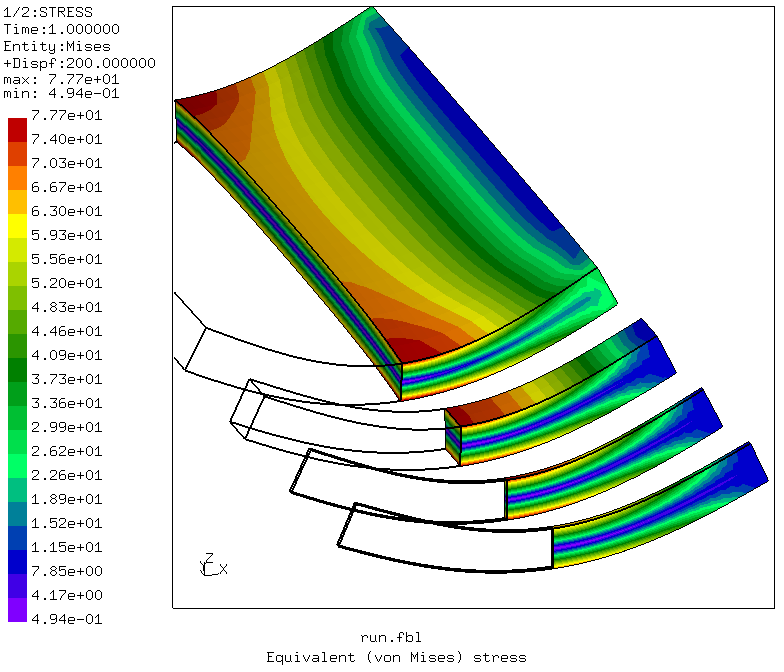 1/2:STRESS
Time:1.000000
Entity:Mises
+Dispf:200.000000
max: 7.77e+01
min: 4.94e-01
7.77e+01
7.40e+01
7.03e+01
6.67e+01
6.30e+01
5.93e+01
5.56e+01
5.20e+01
4.83e+01
4.46e+01
4.09e+01
3.73e+01
3.36e+01
2.99e+01
2.62e+01
2.26e+01
1.89e+01
1.52e+01
1.15e+01
7.85e+00
4.17e+00
4.94e-01
Z
Y X
run.fbl
Equivalent (von Mises) stress